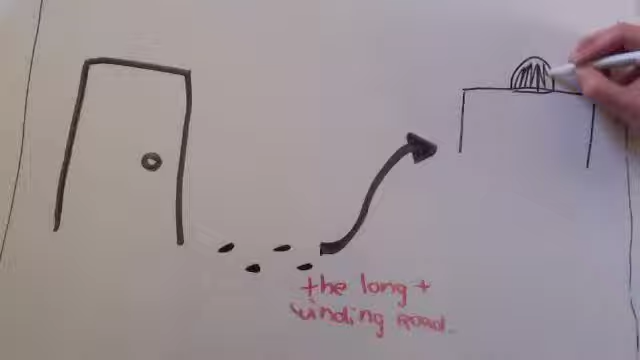 the long +
winding road.